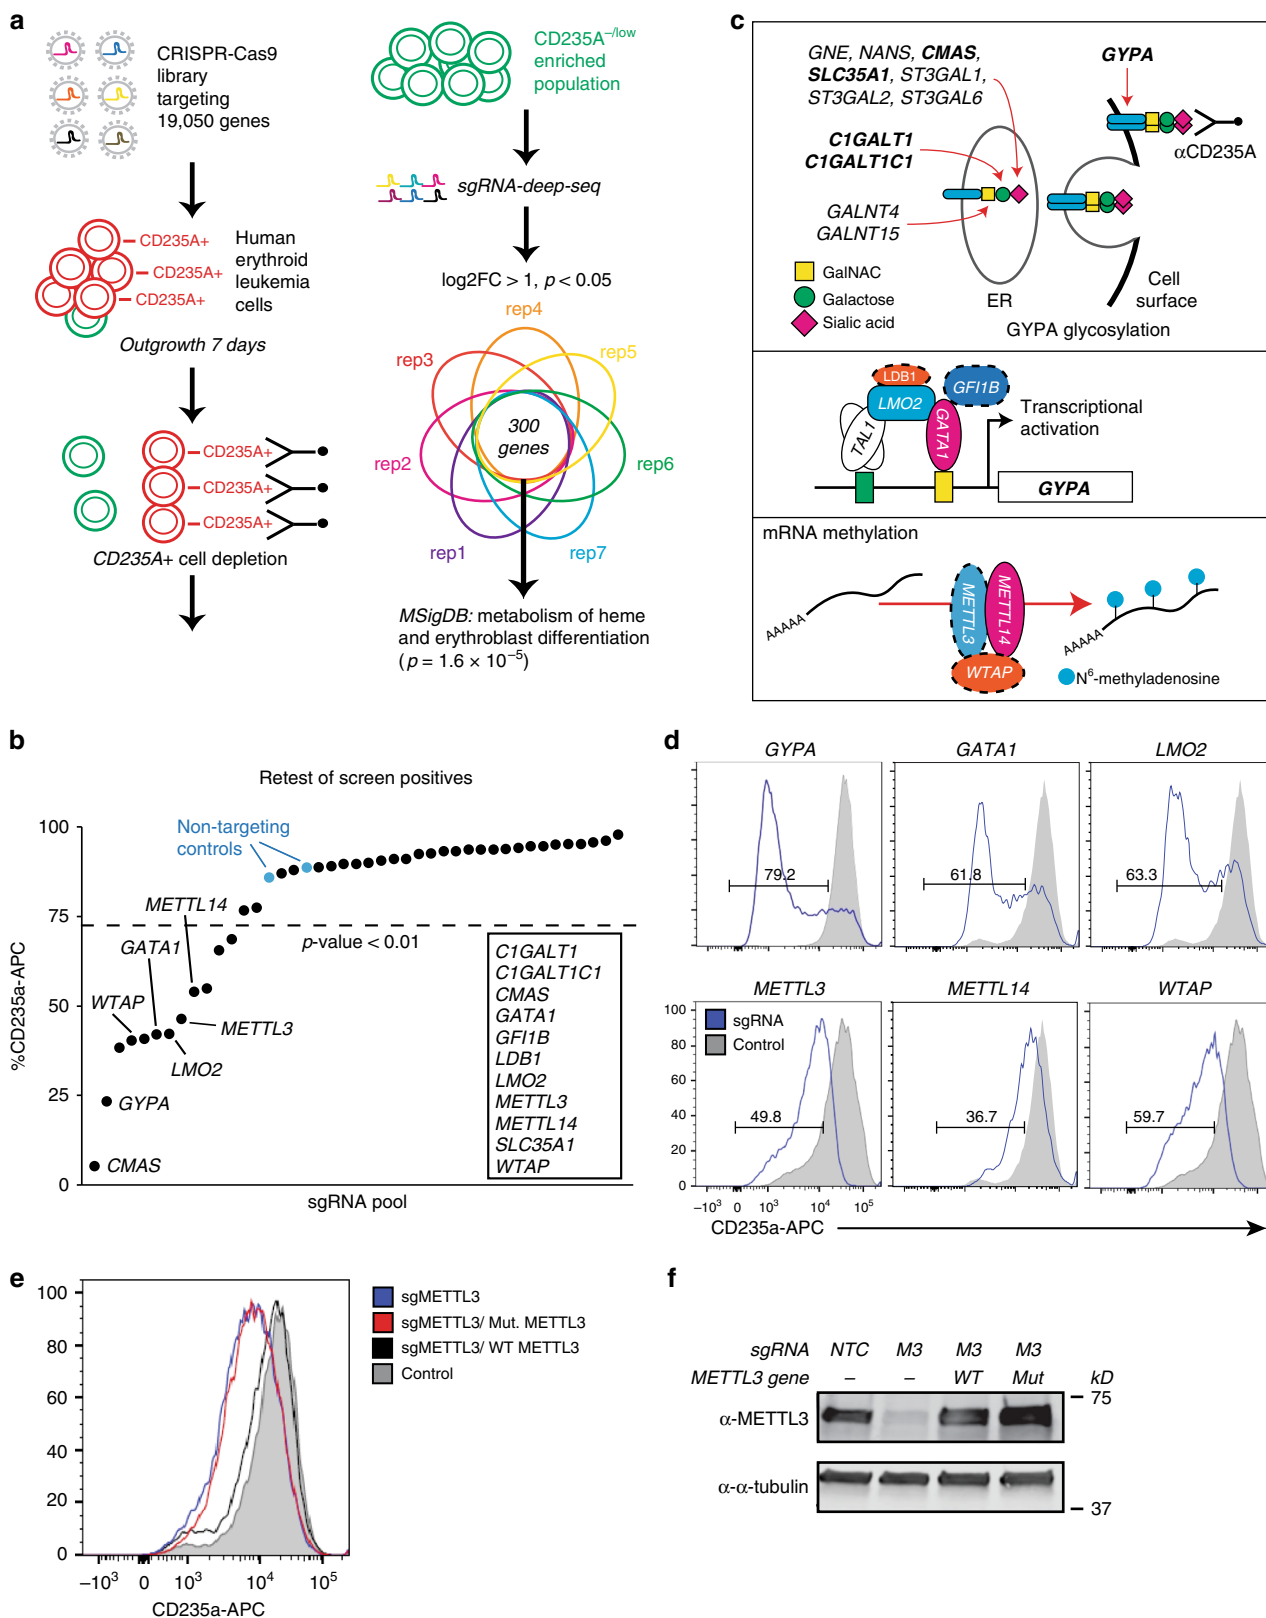 a
CRISPR-Cas9
library
targeting
19,050 genes
CD235A+
CD235A+
CD235A+
Human
erythroid
leukemia
cells
Outgrowth 7 days
CD235A+
CD235A+
CD235A+
CD235A+ cell depletion
CD235A−/low
enriched
population
sgRNA-deep-seq
log2FC > 1, p < 0.05
rep4
rep3
rep5
300
genes
rep2
rep6
rep1
rep7
MSigDB: metabolism of heme
and erythroblast differentiation
(p = 1.6 × 10−5)
c
GNE, NANS, CMAS,
SLC35A1, ST3GAL1,
ST3GAL2, ST3GAL6
GYPA
C1GALT1
C1GALT1C1
αCD235A
GALNT4
GALNT15
GalNAC
Galactose
Sialic acid
ER
Cell
surface
GYPA glycosylation
LDB1
GFI1B
LMO2
TAL1
GATA1
Transcriptional
activation
GYPA
mRNA methylation
METTL3
METTL14
AAAAA
AAAAA
WTAP
N6-methyladenosine
b
Retest of screen positives
100
75
50
25
0
%CD235a-APC
Non-targeting
controls
METTL14
GATA1
p-value < 0.01
WTAP
METTL3
LMO2
GYPA
CMAS
C1GALT1
C1GALT1C1
CMAS
GATA1
GFI1B
LDB1
LMO2
METTL3
METTL14
SLC35A1
WTAP
sgRNA pool
d
GYPA
GATA1
LMO2
79.2
61.8
63.3
METTL3
METTL14
WTAP
100
80
60
40
20
0
sgRNA
Control
49.8
36.7
59.7
−103 0 103 104 105
CD235a-APC
e
100
80
60
40
20
0
−103 0 103 104 105
CD235a-APC
sgMETTL3
sgMETTL3/ Mut. METTL3
sgMETTL3/ WT METTL3
Control
f
sgRNA NTC M3 M3 M3
METTL3 gene – – WT Mut kD
75
α-METTL3
α-α-tubulin
37